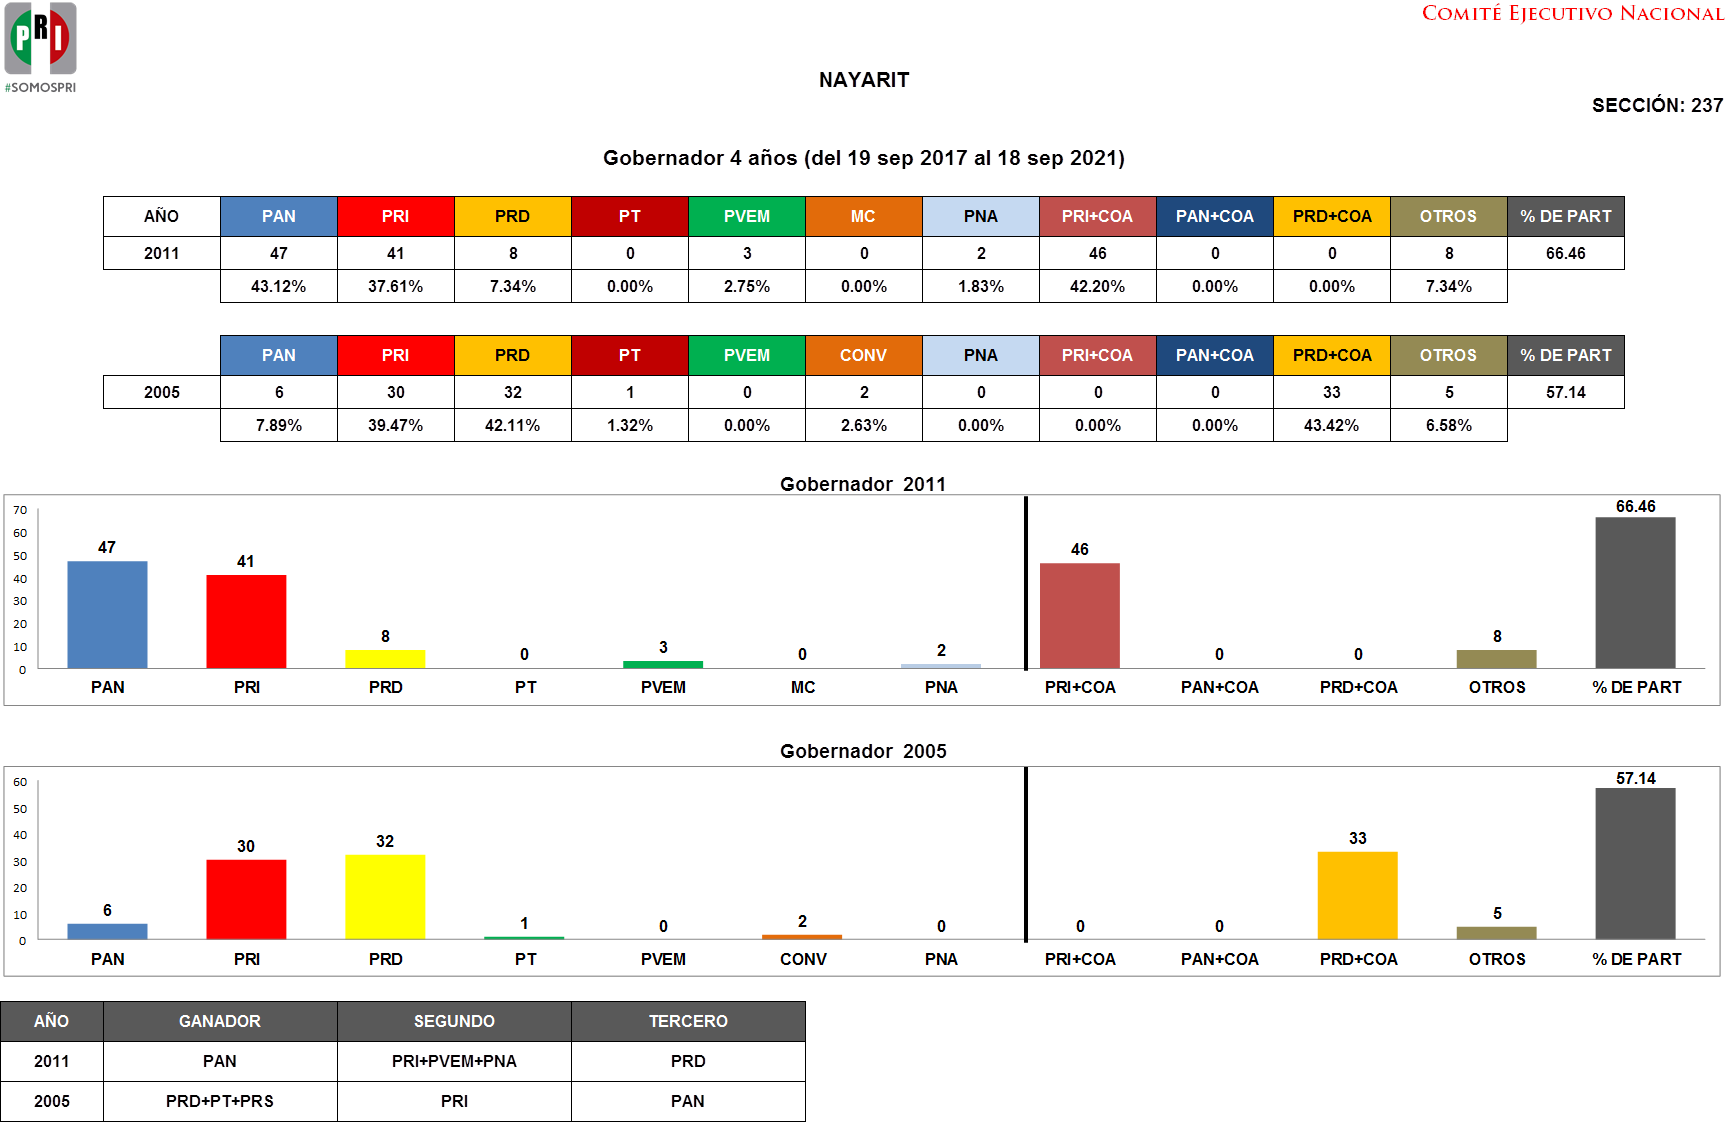 PRI
#SOMOSPRI
COMITÉ EJECUTIVO NACIONAL
NAYARIT
SECCIÓN: 237
Gobernador 4 años (del 19 sep 2017 al 18 sep 2021)
AÑO PAN PRI PRD PT PVEM MC PNA PRI+COA PAN+COA PRD+COA OTROS % DE PART
2011 47 41 8 0 3 0 2 46 0 0 8 66.46
43.12% 37.61% 7.34% 0.00% 2.75% 0.00% 1.83% 42.20% 0.00% 0.00% 7.34%
PAN PRI PRD PT PVEM CONV PNA PRI+COA PAN+COA PRD+COA OTROS % DE PART
2005 6 30 32 1 0 2 0 0 0 33 5 57.14
7.89% 39.47% 42.11% 1.32% 0.00% 2.63% 0.00% 0.00% 0.00% 43.42% 6.58%
Gobernador 2011
70
60
50
40
30
20
10
0
47 41 8 0 3 0 2 46 0 0 8 66.46
PAN PRI PRD PT PVEM MC PNA PRI+COA PAN+COA PRD+COA OTROS % DE PART
Gobernador 2005
60
50
40
30
20
10
0
6 30 32 1 0 2 0 0 0 33 5 57.14
PAN PRI PRD PT PVEM CONV PNA PRI+COA PAN+COA PRD+COA OTROS % DE PART
AÑO GANADOR SEGUNDO TERCERO
2011 PAN PRI+PVEM+PNA PRD
2005 PRD+PT+PRS PRI PAN